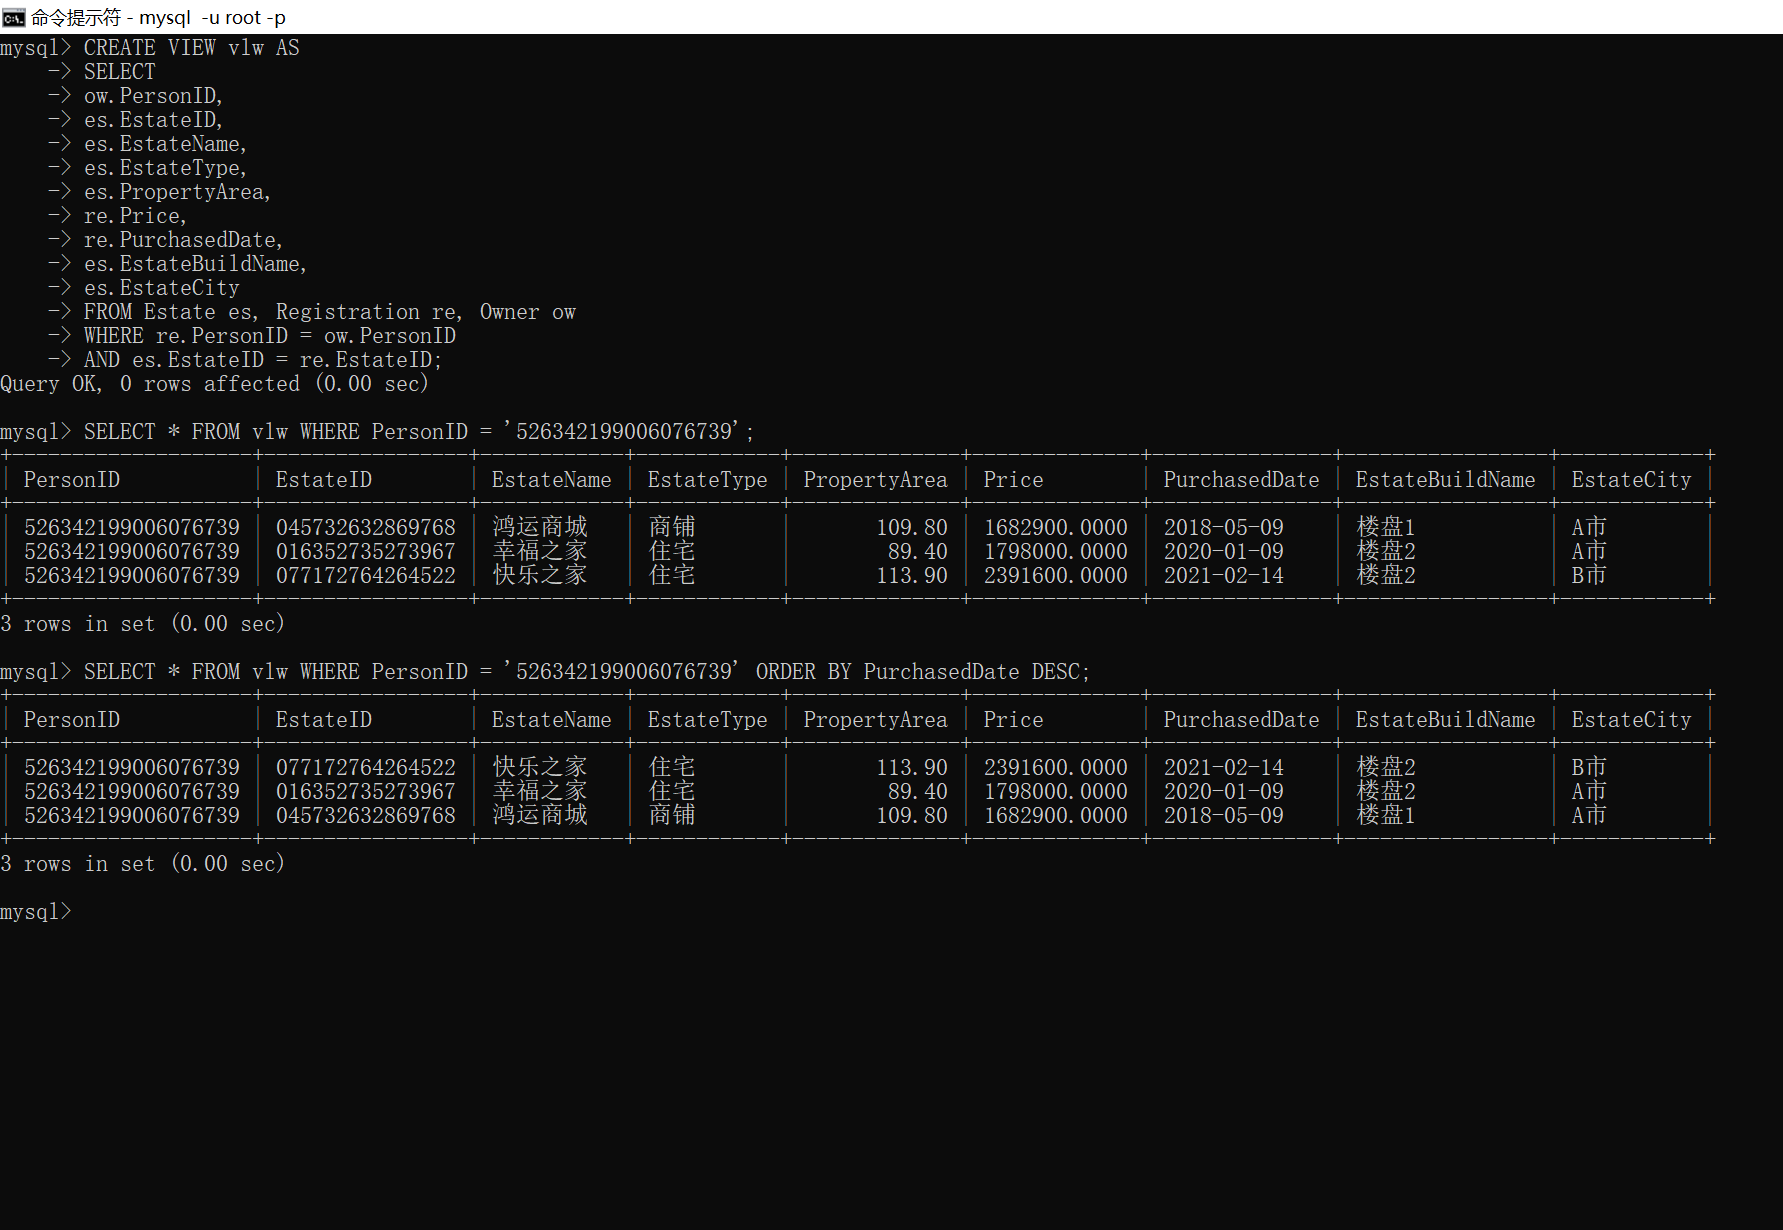 命令提示符 - mysql  -u root -p
mysql> CREATE VIEW vlw AS
    -> SELECT
    -> ow.PersonID,
    -> es.EstateID,
    -> es.EstateName,
    -> es.EstateType,
    -> es.PropertyArea,
    -> re.Price,
    -> re.PurchasedDate,
    -> es.EstateBuildName,
    -> es.EstateCity
    -> FROM Estate es, Registration re, Owner ow
    -> WHERE re.PersonID = ow.PersonID
    -> AND es.EstateID = re.EstateID;
Query OK, 0 rows affected (0.00 sec)
mysql> SELECT * FROM vlw WHERE PersonID = '526342199006076739';
+--------------------+-----------------+------------+------------+--------------+--------------+---------------+-----------------+------------+
| PersonID           | EstateID        | EstateName | EstateType | PropertyArea | Price        | PurchasedDate | EstateBuildName | EstateCity |
+--------------------+-----------------+------------+------------+--------------+--------------+---------------+-----------------+------------+
| 526342199006076739 | 045732632869768 | 鸿运商城   | 商铺       |       109.80 | 1682900.0000 | 2018-05-09    | 楼盘1           | A市        |
| 526342199006076739 | 016352735273967 | 幸福之家   | 住宅       |        89.40 | 1798000.0000 | 2020-01-09    | 楼盘2           | A市        |
| 526342199006076739 | 077172764264522 | 快乐之家   | 住宅       |       113.90 | 2391600.0000 | 2021-02-14    | 楼盘2           | B市        |
+--------------------+-----------------+------------+------------+--------------+--------------+---------------+-----------------+------------+
3 rows in set (0.00 sec)
mysql> SELECT * FROM vlw WHERE PersonID = '526342199006076739' ORDER BY PurchasedDate DESC;
+--------------------+-----------------+------------+------------+--------------+--------------+---------------+-----------------+------------+
| PersonID           | EstateID        | EstateName | EstateType | PropertyArea | Price        | PurchasedDate | EstateBuildName | EstateCity |
+--------------------+-----------------+------------+------------+--------------+--------------+---------------+-----------------+------------+
| 526342199006076739 | 077172764264522 | 快乐之家   | 住宅       |       113.90 | 2391600.0000 | 2021-02-14    | 楼盘2           | B市        |
| 526342199006076739 | 016352735273967 | 幸福之家   | 住宅       |        89.40 | 1798000.0000 | 2020-01-09    | 楼盘2           | A市        |
| 526342199006076739 | 045732632869768 | 鸿运商城   | 商铺       |       109.80 | 1682900.0000 | 2018-05-09    | 楼盘1           | A市        |
+--------------------+-----------------+------------+------------+--------------+--------------+---------------+-----------------+------------+
3 rows in set (0.00 sec)
mysql>